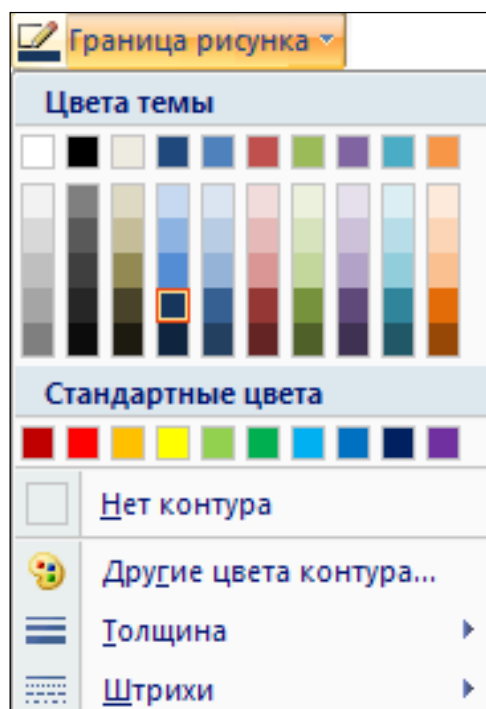 Граница рисунка
Цвета темы
Стандартные цвета
Нет контура
Другие цвета контура...
Толщина
Штрихи